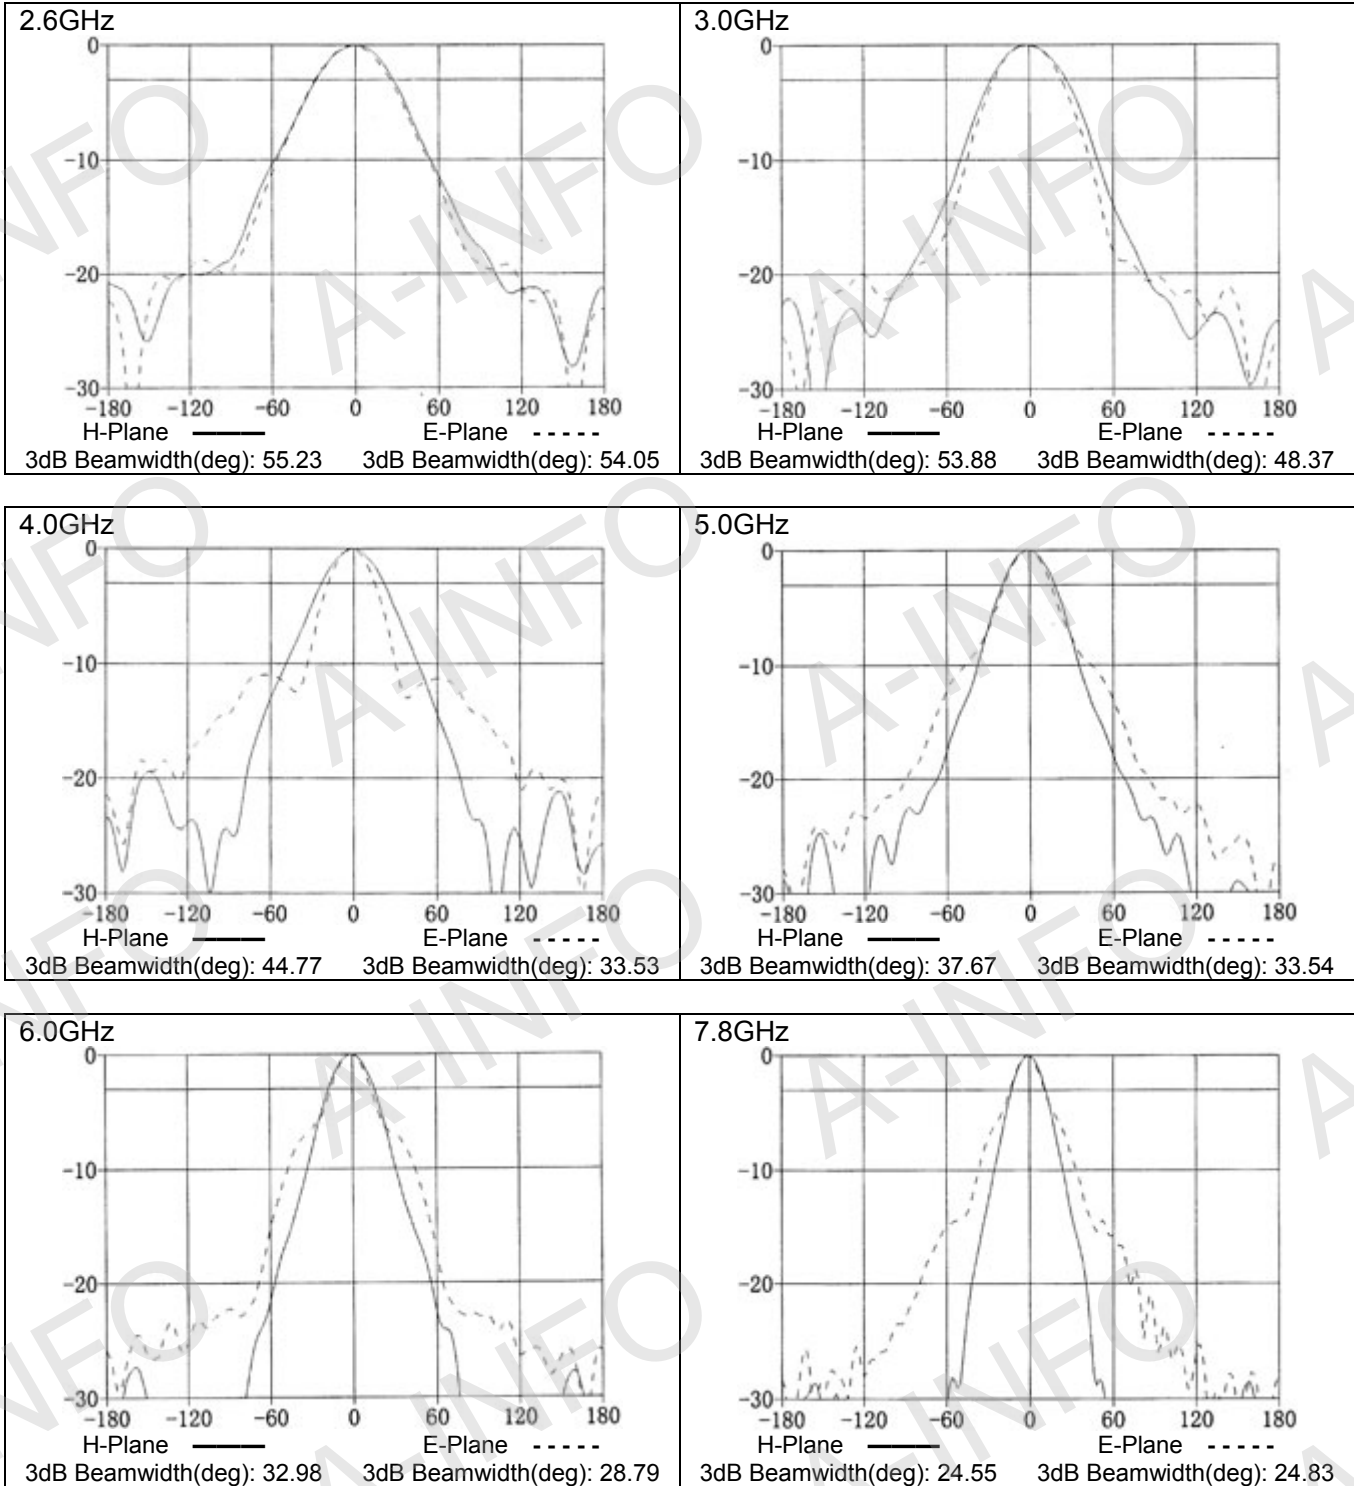 2.6GHz
0
-10
-20
-30
-180 -120 -60 0 60 120 180
H-Plane E-Plane
3dB Beamwidth(deg): 55.23 3dB Beamwidth(deg): 54.05
3.0GHz
0
-10
-20
-30
-180 -120 -60 0 60 120 180
H-Plane E-Plane
3dB Beamwidth(deg): 53.88 3dB Beamwidth(deg): 48.37
4.0GHz
0
-10
-20
-30
-180 -120 -60 0 60 120 180
H-Plane E-Plane
3dB Beamwidth(deg): 44.77 3dB Beamwidth(deg): 33.53
5.0GHz
0
-10
-20
-30
-180 -120 -60 0 60 120 180
H-Plane E-Plane
3dB Beamwidth(deg): 37.67 3dB Beamwidth(deg): 33.54
6.0GHz
0
-10
-20
-30
-180 -120 -60 0 60 120 180
H-Plane E-Plane
3dB Beamwidth(deg): 32.98 3dB Beamwidth(deg): 28.79
7.8GHz
0
-10
-20
-30
-180 -120 -60 0 60 120 180
H-Plane E-Plane
3dB Beamwidth(deg): 24.55 3dB Beamwidth(deg): 24.83
A-INFO
A-INFO
A-INFO
A-INFO
A-INFO
A-INFO